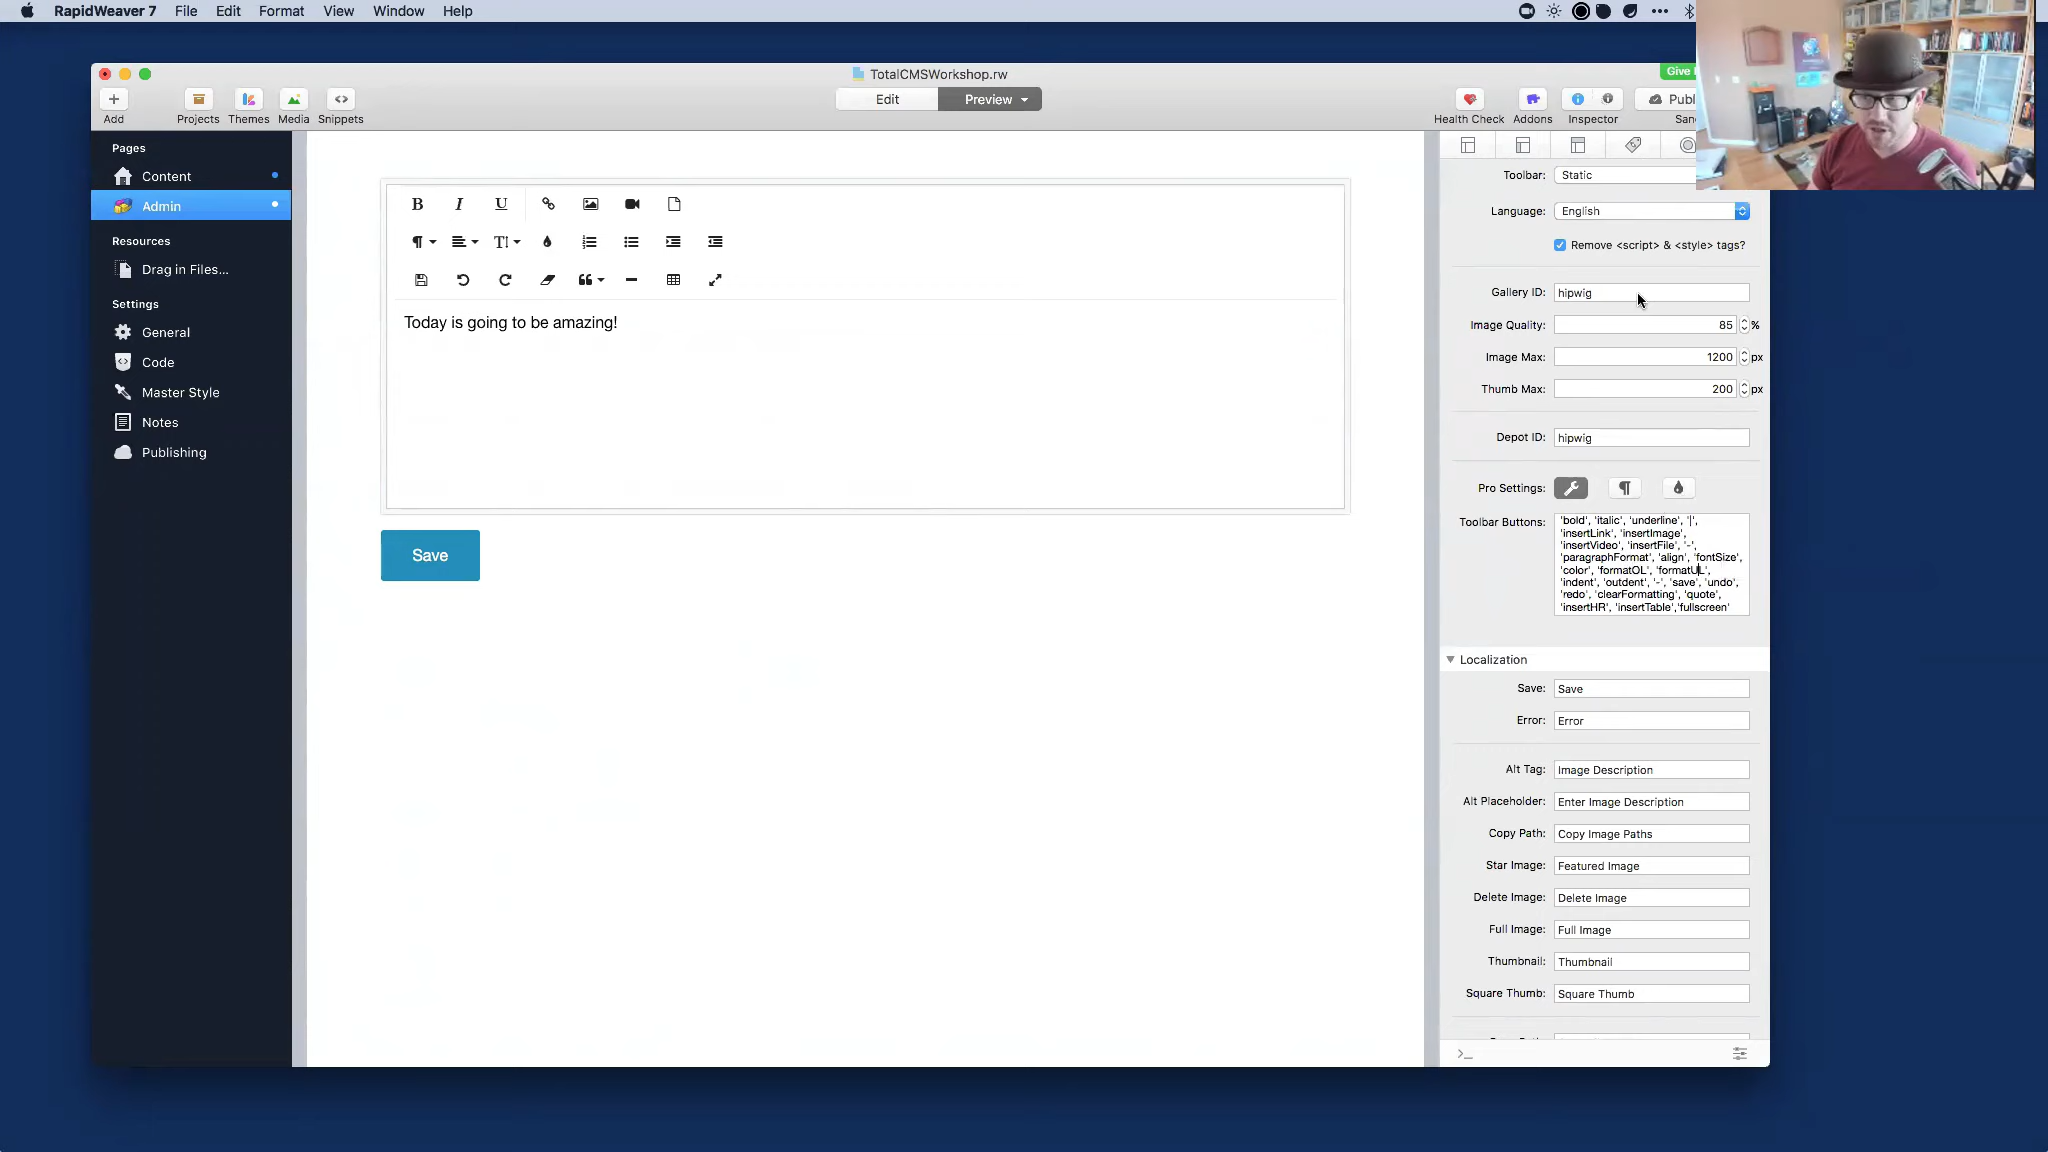 RapidWeaver 7 File Edit Format View Window Help
TotalCMSWorkshop.rw
Give
Add
Projects
Themes
Media
Snippets
Edit
Preview
Health Check
Addons
Inspector
Publ
San
Pages
Content
Admin
Resources
Drag in Files...
Settings
General
Code
Master Style
Notes
Publishing
B I U
Today is going to be amazing!
Save
Toolbar: Static
Language: English
Remove <script> & <style> tags?
Gallery ID: hipwig
Image Quality: 85 %
Image Max: 1200 px
Thumb Max: 200 px
Depot ID: hipwig
Pro Settings:
Toolbar Buttons:
'bold', 'italic', 'underline', '|',
'insertLink', 'insertImage',
'insertVideo', 'insertFile', '-',
'paragraphFormat', 'align', 'fontSize',
'color', 'formatOL', 'formatUL',
'indent', 'outdent', '-', 'save', 'undo',
'redo', 'clearFormatting', 'quote',
'insertHR', 'insertTable','fullscreen'
Localization
Save: Save
Error: Error
Alt Tag: Image Description
Alt Placeholder: Enter Image Description
Copy Path: Copy Image Paths
Star Image: Featured Image
Delete Image: Delete Image
Full Image: Full Image
Thumbnail: Thumbnail
Square Thumb: Square Thumb